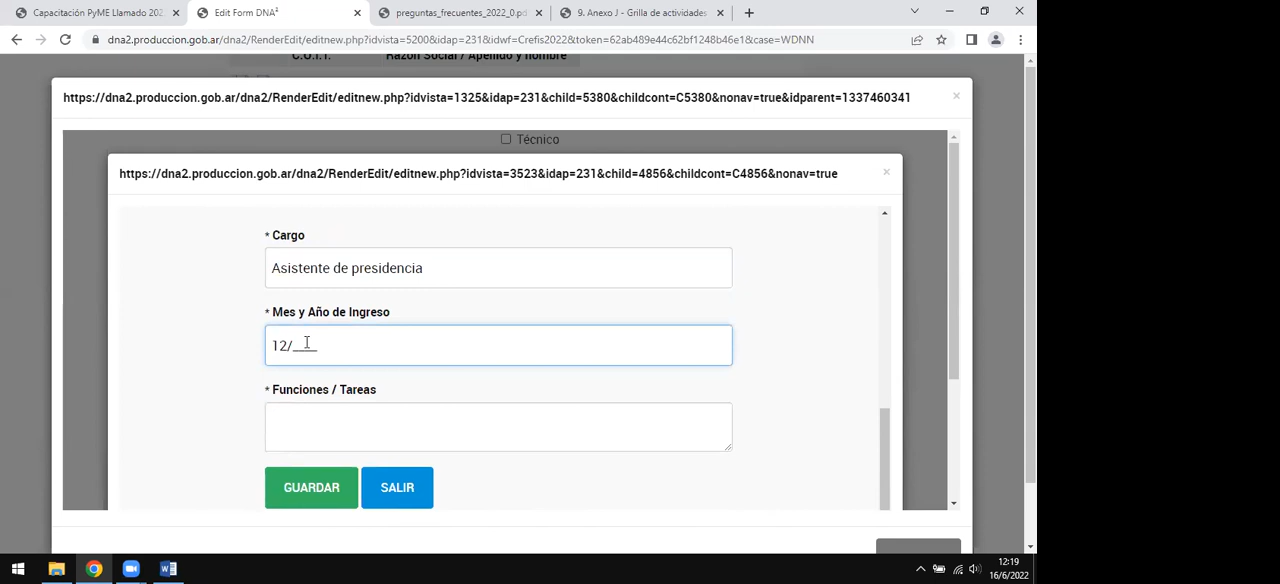 Capacitación PyME Llamado 202
Edit Form DNA²
preguntas_frecuentes_2022_0.pd
9. Anexo J - Grilla de actividades
dna2.produccion.gob.ar/dna2/RenderEdit/editnew.php?idvista=5200&idap=231&idwf=Crefis2022&token=62ab489e44c62bf1248b46e1&case=WDNN
C.U.I.T. Razón Social / Apellido y nombre
https://dna2.produccion.gob.ar/dna2/RenderEdit/editnew.php?idvista=1325&idap=231&child=5380&childcont=C5380&nonav=true&idparent=1337460341
Técnico
https://dna2.produccion.gob.ar/dna2/RenderEdit/editnew.php?idvista=3523&idap=231&child=4856&childcont=C4856&nonav=true
* Cargo
Asistente de presidencia
* Mes y Año de Ingreso
12/____
* Funciones / Tareas
GUARDAR SALIR
12:19
16/6/2022